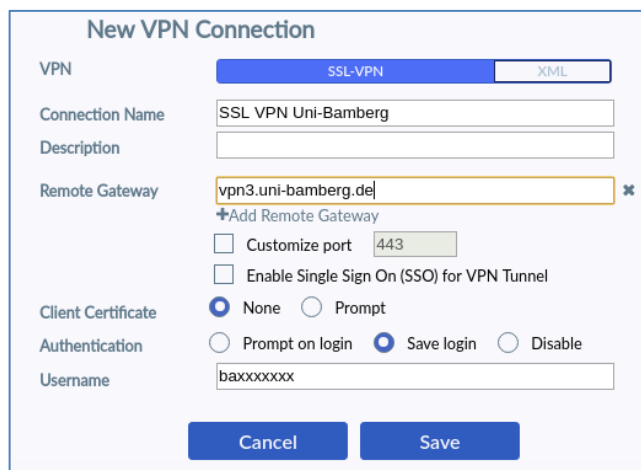 New VPN Connection
VPN SSL-VPN XML
Connection Name SSL VPN Uni-Bamberg
Description
Remote Gateway vpn3.uni-bamberg.de
+Add Remote Gateway
Customize port 443
Enable Single Sign On (SSO) for VPN Tunnel
Client Certificate None Prompt
Authentication Prompt on login Save login Disable
Username baxxxxxxx
Cancel Save